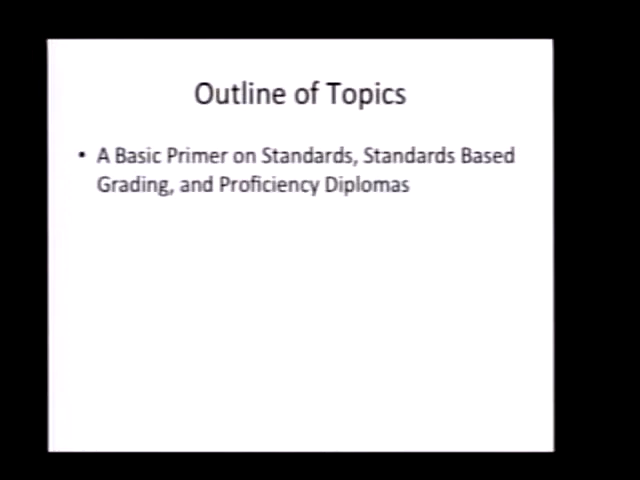 Outline of Topics
• A Basic Primer on Standards, Standards Based
Grading, and Proficiency Diplomas